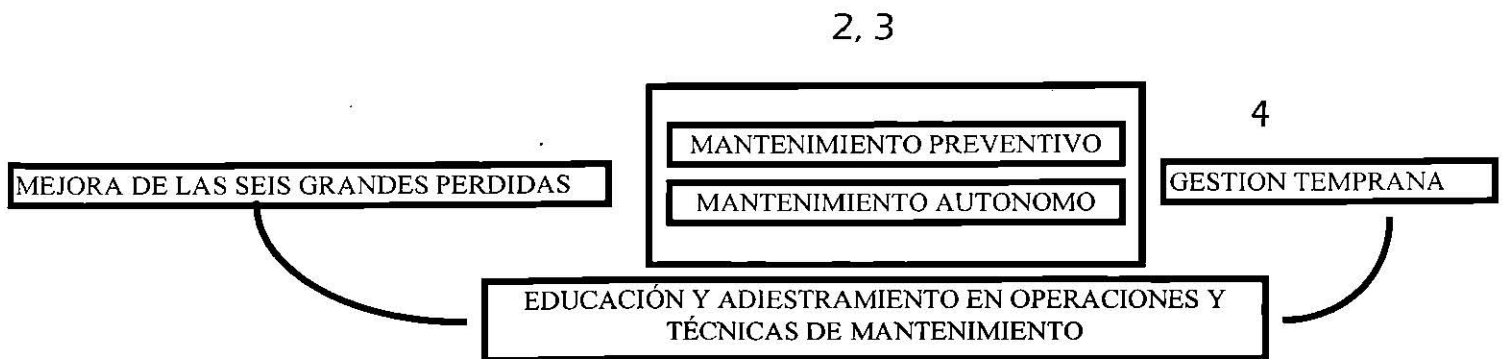 2, 3
4
MANTENIMIENTO PREVENTIVO
MEJORA DE LAS SEIS GRANDES PERDIDAS
GESTION TEMPRANA
MANTENIMIENTO AUTONOMO
EDUCACIÓN Y ADIESTRAMIENTO EN OPERACIONES Y
TÉCNICAS DE MANTENIMIENTO